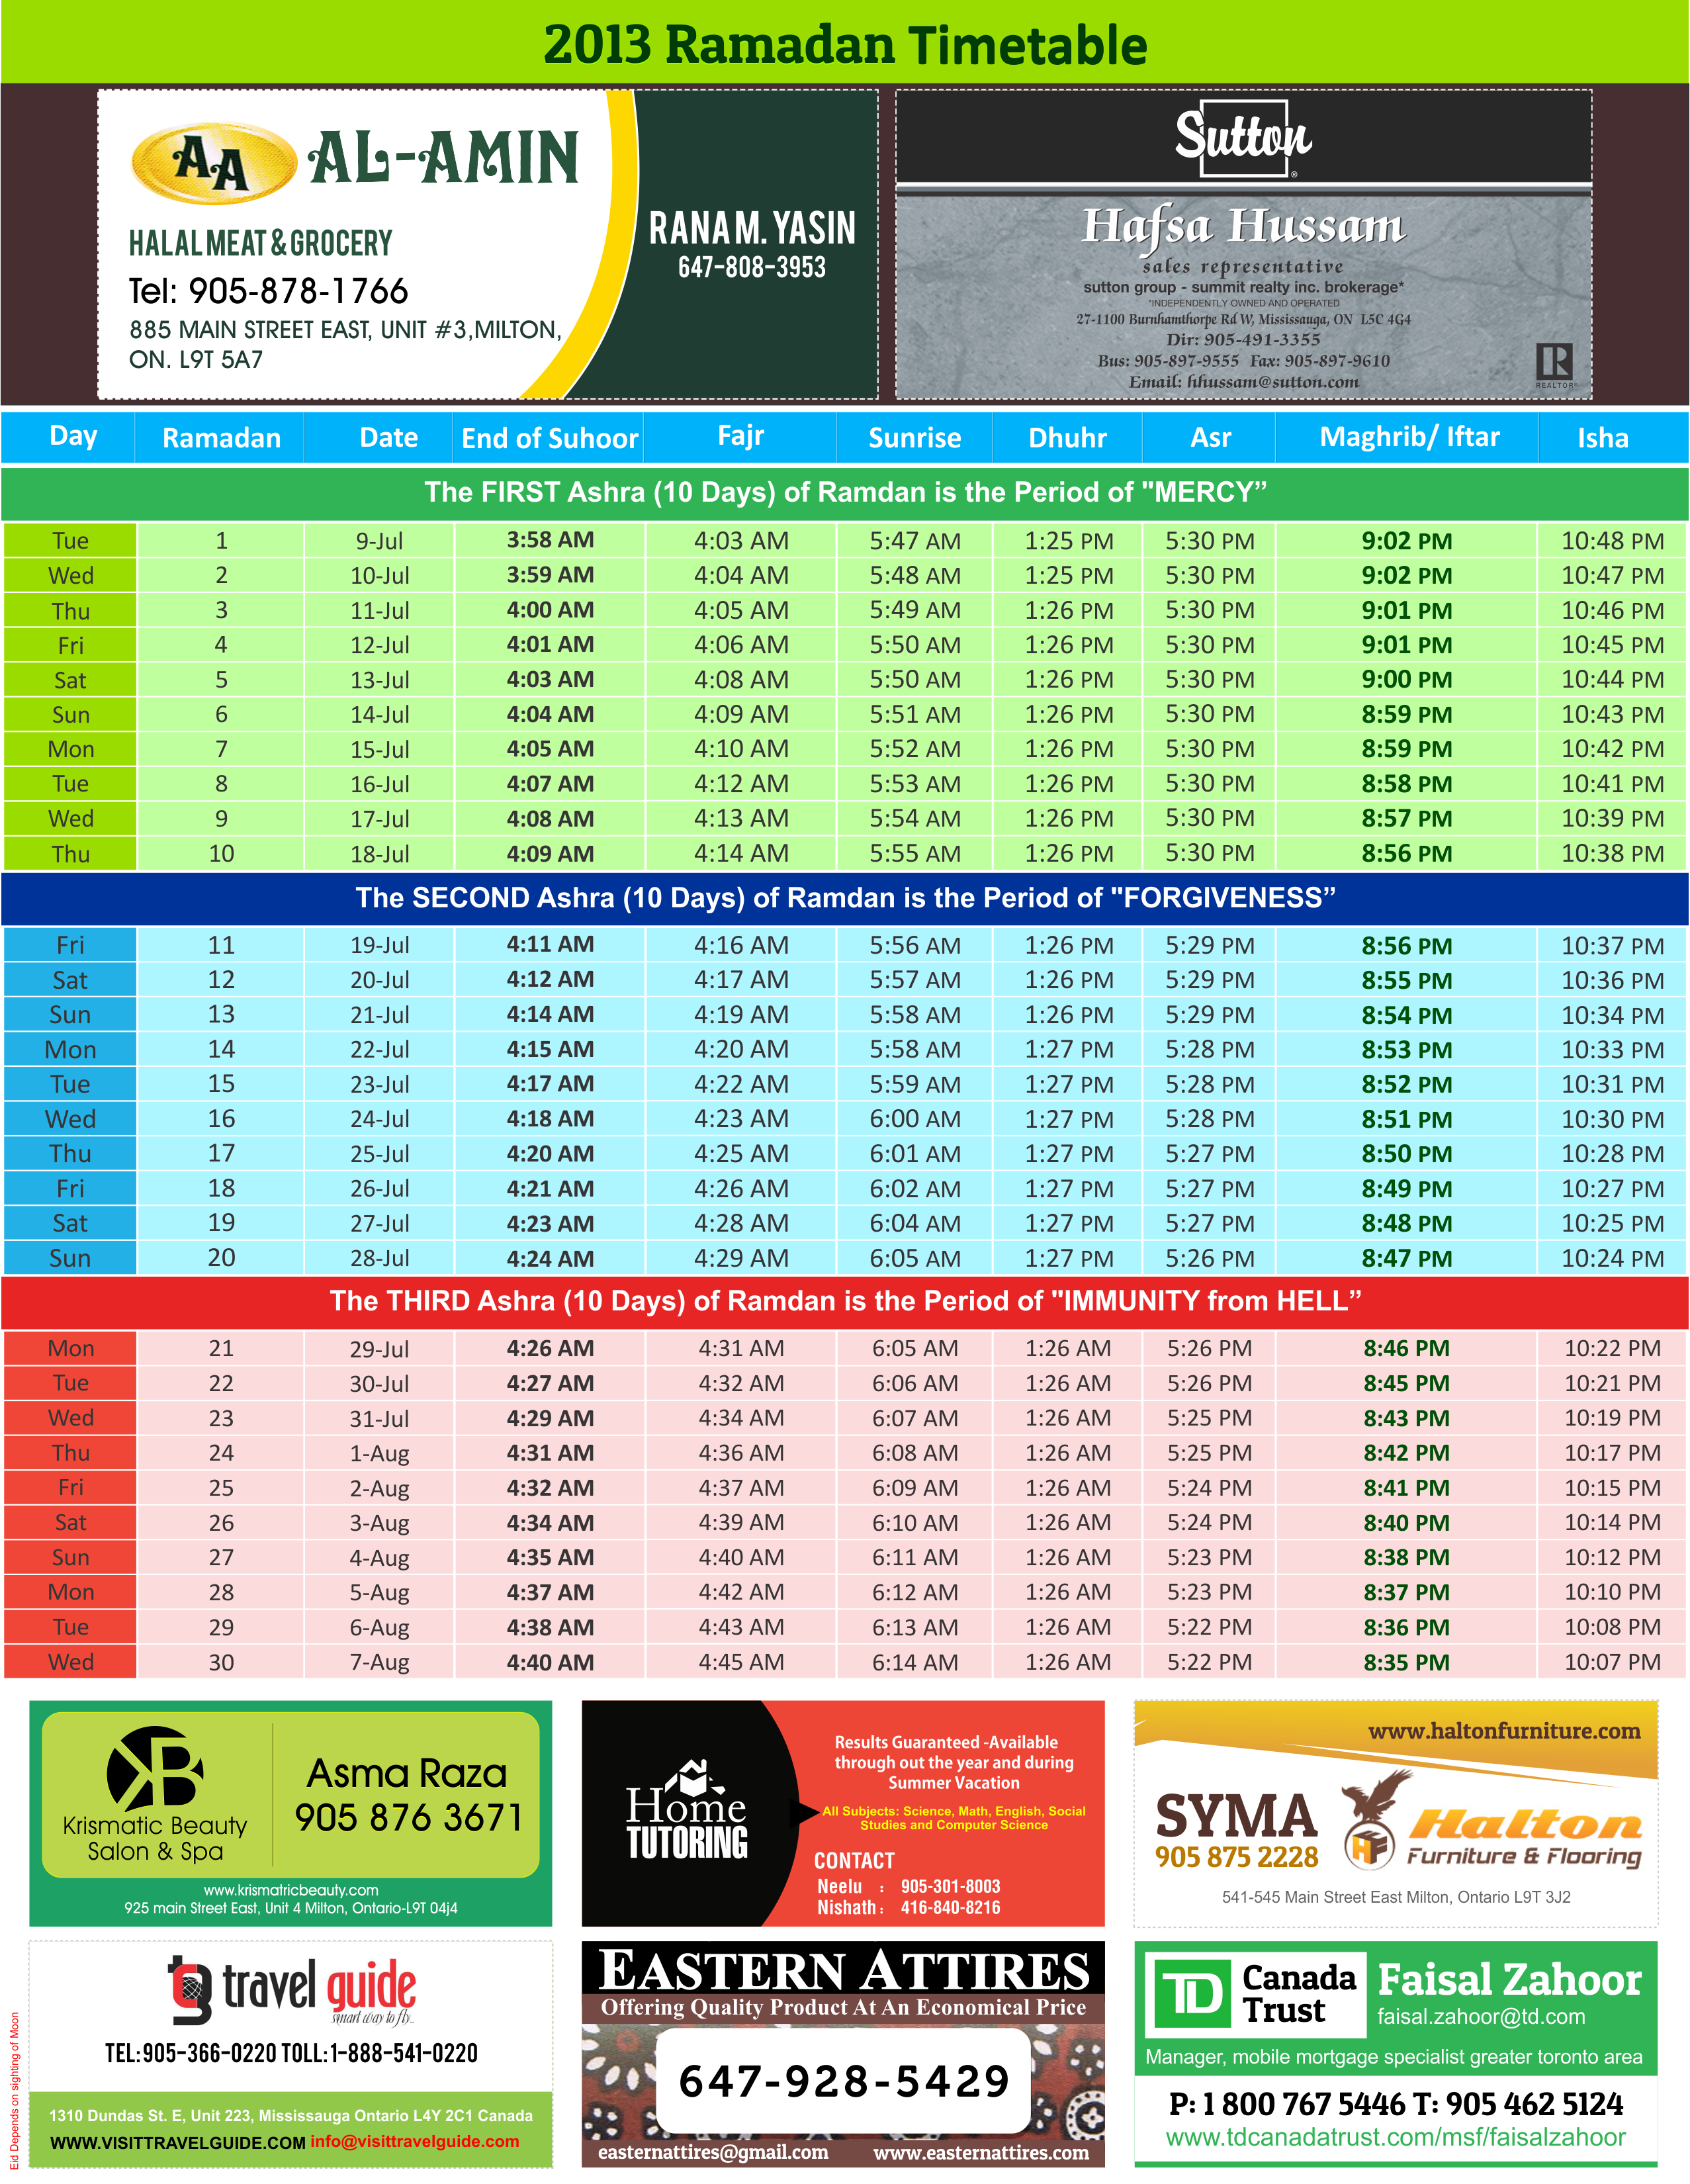 2013 Ramadan Timetable
AA AL-AMIN
HALAL MEAT & GROCERY
Tel: 905-878-1766
885 MAIN STREET EAST, UNIT #3,MILTON,
ON. L9T 5A7
RANA M. YASIN
647-808-3953
Sutton
Hafsa Hussam
sales representative
sutton group - summit realty inc. brokerage*
*INDEPENDENTLY OWNED AND OPERATED
27-1100 Burnhamthorpe Rd W, Mississauga, ON L5C 4G4
Dir: 905-491-3355
Bus: 905-897-9555 Fax: 905-897-9610
Email: hhussam@sutton.com
REALTOR®
Day Ramadan Date End of Suhoor Fajr Sunrise Dhuhr Asr Maghrib/ Iftar Isha
The FIRST Ashra (10 Days) of Ramdan is the Period of "MERCY”
Tue 1 9-Jul 3:58 AM 4:03 AM 5:47 AM 1:25 PM 5:30 PM 9:02 PM 10:48 PM
Wed 2 10-Jul 3:59 AM 4:04 AM 5:48 AM 1:25 PM 5:30 PM 9:02 PM 10:47 PM
Thu 3 11-Jul 4:00 AM 4:05 AM 5:49 AM 1:26 PM 5:30 PM 9:01 PM 10:46 PM
Fri 4 12-Jul 4:01 AM 4:06 AM 5:50 AM 1:26 PM 5:30 PM 9:01 PM 10:45 PM
Sat 5 13-Jul 4:03 AM 4:08 AM 5:50 AM 1:26 PM 5:30 PM 9:00 PM 10:44 PM
Sun 6 14-Jul 4:04 AM 4:09 AM 5:51 AM 1:26 PM 5:30 PM 8:59 PM 10:43 PM
Mon 7 15-Jul 4:05 AM 4:10 AM 5:52 AM 1:26 PM 5:30 PM 8:59 PM 10:42 PM
Tue 8 16-Jul 4:07 AM 4:12 AM 5:53 AM 1:26 PM 5:30 PM 8:58 PM 10:41 PM
Wed 9 17-Jul 4:08 AM 4:13 AM 5:54 AM 1:26 PM 5:30 PM 8:57 PM 10:39 PM
Thu 10 18-Jul 4:09 AM 4:14 AM 5:55 AM 1:26 PM 5:30 PM 8:56 PM 10:38 PM
The SECOND Ashra (10 Days) of Ramdan is the Period of "FORGIVENESS”
Fri 11 19-Jul 4:11 AM 4:16 AM 5:56 AM 1:26 PM 5:29 PM 8:56 PM 10:37 PM
Sat 12 20-Jul 4:12 AM 4:17 AM 5:57 AM 1:26 PM 5:29 PM 8:55 PM 10:36 PM
Sun 13 21-Jul 4:14 AM 4:19 AM 5:58 AM 1:26 PM 5:29 PM 8:54 PM 10:34 PM
Mon 14 22-Jul 4:15 AM 4:20 AM 5:58 AM 1:27 PM 5:28 PM 8:53 PM 10:33 PM
Tue 15 23-Jul 4:17 AM 4:22 AM 5:59 AM 1:27 PM 5:28 PM 8:52 PM 10:31 PM
Wed 16 24-Jul 4:18 AM 4:23 AM 6:00 AM 1:27 PM 5:28 PM 8:51 PM 10:30 PM
Thu 17 25-Jul 4:20 AM 4:25 AM 6:01 AM 1:27 PM 5:27 PM 8:50 PM 10:28 PM
Fri 18 26-Jul 4:21 AM 4:26 AM 6:02 AM 1:27 PM 5:27 PM 8:49 PM 10:27 PM
Sat 19 27-Jul 4:23 AM 4:28 AM 6:04 AM 1:27 PM 5:27 PM 8:48 PM 10:25 PM
Sun 20 28-Jul 4:24 AM 4:29 AM 6:05 AM 1:27 PM 5:26 PM 8:47 PM 10:24 PM
The THIRD Ashra (10 Days) of Ramdan is the Period of "IMMUNITY from HELL”
Mon 21 29-Jul 4:26 AM 4:31 AM 6:05 AM 1:26 AM 5:26 PM 8:46 PM 10:22 PM
Tue 22 30-Jul 4:27 AM 4:32 AM 6:06 AM 1:26 AM 5:26 PM 8:45 PM 10:21 PM
Wed 23 31-Jul 4:29 AM 4:34 AM 6:07 AM 1:26 AM 5:25 PM 8:43 PM 10:19 PM
Thu 24 1-Aug 4:31 AM 4:36 AM 6:08 AM 1:26 AM 5:25 PM 8:42 PM 10:17 PM
Fri 25 2-Aug 4:32 AM 4:37 AM 6:09 AM 1:26 AM 5:24 PM 8:41 PM 10:15 PM
Sat 26 3-Aug 4:34 AM 4:39 AM 6:10 AM 1:26 AM 5:24 PM 8:40 PM 10:14 PM
Sun 27 4-Aug 4:35 AM 4:40 AM 6:11 AM 1:26 AM 5:23 PM 8:38 PM 10:12 PM
Mon 28 5-Aug 4:37 AM 4:42 AM 6:12 AM 1:26 AM 5:23 PM 8:37 PM 10:10 PM
Tue 29 6-Aug 4:38 AM 4:43 AM 6:13 AM 1:26 AM 5:22 PM 8:36 PM 10:08 PM
Wed 30 7-Aug 4:40 AM 4:45 AM 6:14 AM 1:26 AM 5:22 PM 8:35 PM 10:07 PM
KB
Krismatic Beauty
Salon & Spa
Asma Raza
905 876 3671
www.krismatricbeauty.com
925 main Street East, Unit 4 Milton, Ontario-L9T 04j4
Home
TUTORING
Results Guaranteed -Available
through out the year and during
Summer Vacation
All Subjects: Science, Math, English, Social
Studies and Computer Science
CONTACT
Neelu : 905-301-8003
Nishath : 416-840-8216
www.haltonfurniture.com
SYMA
905 875 2228
HF
Halton
Furniture & Flooring
541-545 Main Street East Milton, Ontario L9T 3J2
tg travel guide
smart way to fly..
TEL:905-366-0220 TOLL:1-888-541-0220
1310 Dundas St. E, Unit 223, Mississauga Ontario L4Y 2C1 Canada
WWW.VISITTRAVELGUIDE.COM info@visittravelguide.com
EASTERN ATTIRES
Offering Quality Product At An Economical Price
647-928-5429
easternattires@gmail.com www.easternattires.com
TD Canada
Trust
Faisal Zahoor
faisal.zahoor@td.com
Manager, mobile mortgage specialist greater toronto area
P: 1 800 767 5446 T: 905 462 5124
www.tdcanadatrust.com/msf/faisalzahoor
Eid Depends on sighting of Moon